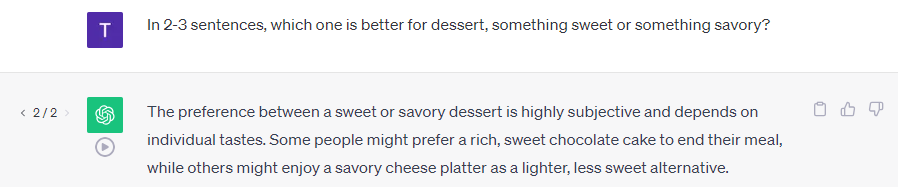 T
In 2-3 sentences, which one is better for dessert, something sweet or something savory?
< 2 / 2 >
The preference between a sweet or savory dessert is highly subjective and depends on
individual tastes. Some people might prefer a rich, sweet chocolate cake to end their meal,
while others might enjoy a savory cheese platter as a lighter, less sweet alternative.